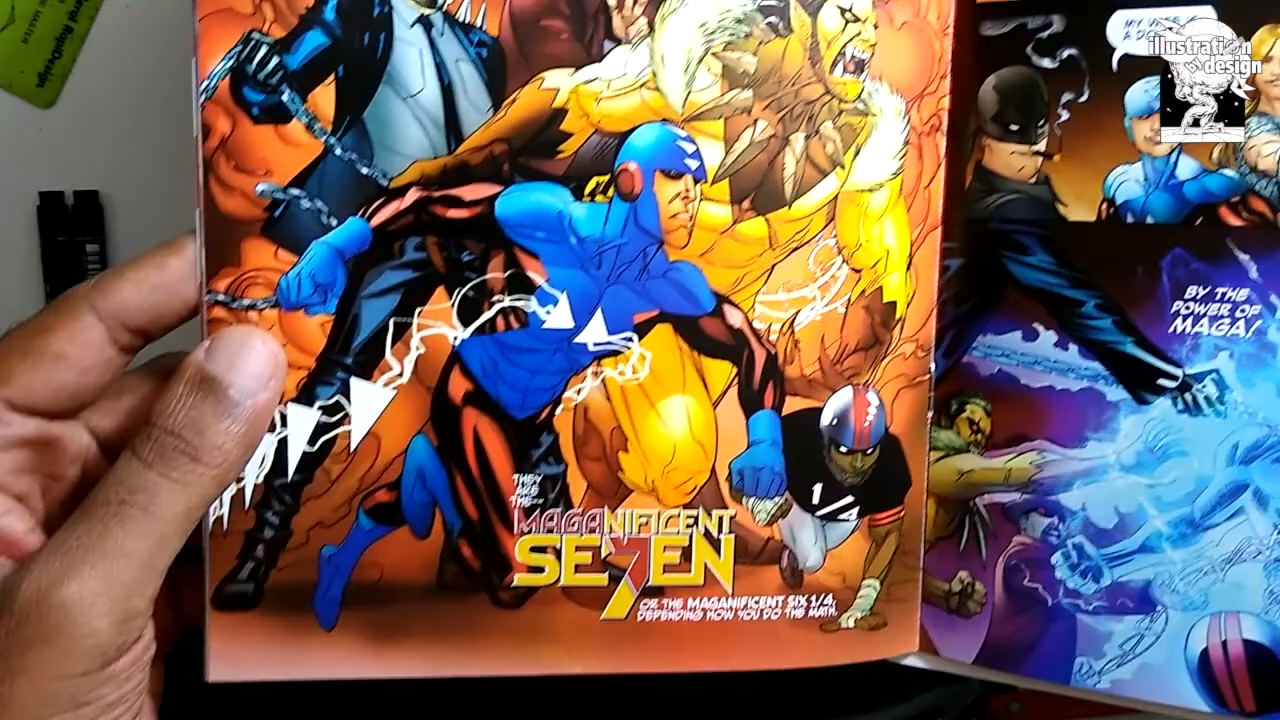 MY
A
illustration
design
BY THE
POWER OF
MAGA!
1/4
THEY
ARE
THE--
MAGANIFICENT
SE7EN
OR THE MAGANIFICENT SIX 1/4,
DEPENDING HOW YOU DO THE MATH.